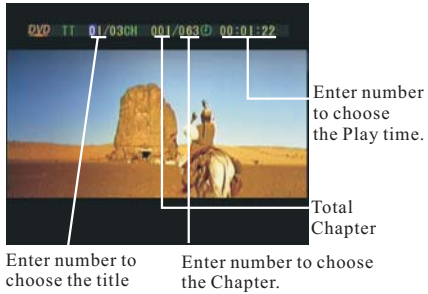 DVD TT 01/03CH 001/063 00:01:22
Enter number
to choose
the Play time.
Total
Chapter
Enter number to
choose the title
Enter number to choose
the Chapter.